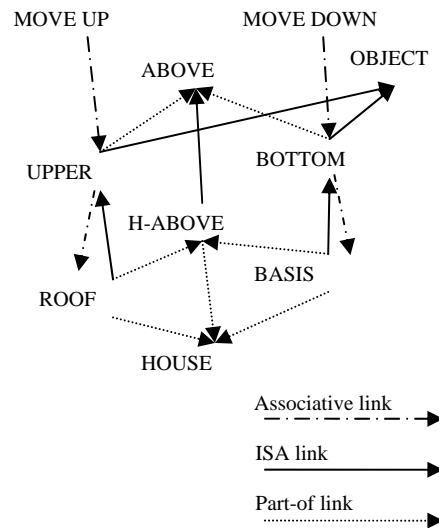 MOVE UP
MOVE DOWN
ABOVE
OBJECT
UPPER
BOTTOM
H-ABOVE
BASIS
ROOF
HOUSE
Associative link
ISA link
Part-of link